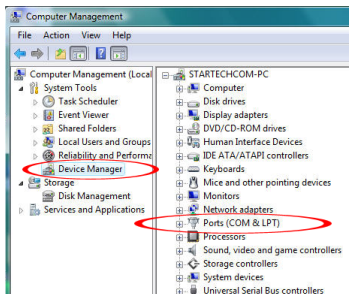 Computer Management
File Action View Help
Computer Management (Local
System Tools
Task Scheduler
Event Viewer
Shared Folders
Local Users and Groups
Reliability and Performa
Device Manager
Storage
Disk Management
Services and Applications
STARTECHCOM-PC
Computer
Disk drives
Display adapters
DVD/CD-ROM drives
Human Interface Devices
IDE ATA/ATAPI controllers
Keyboards
Mice and other pointing devices
Monitors
Network adapters
Ports (COM & LPT)
Processors
Sound, video and game controllers
Storage controllers
System devices
Universal Serial Bus controllers